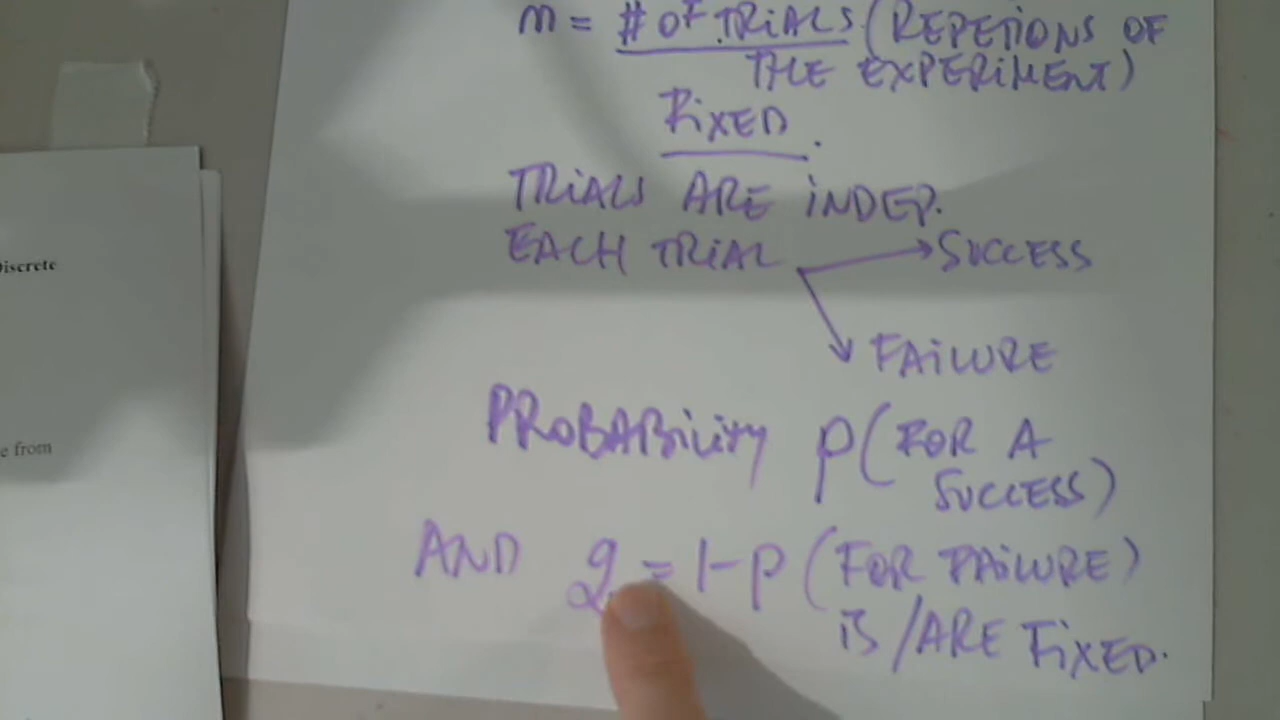 n = # OF TRIALS (REPETIONS OF
THE EXPERIMENT)
FIXED.
TRIALS ARE INDEP.
EACH TRIAL → SUCCESS
FAILURE
PROBABILITY p (FOR A
SUCCESS)
AND q = 1-p (FOR FAILURE)
IS/ARE FIXED.
Discrete
e from